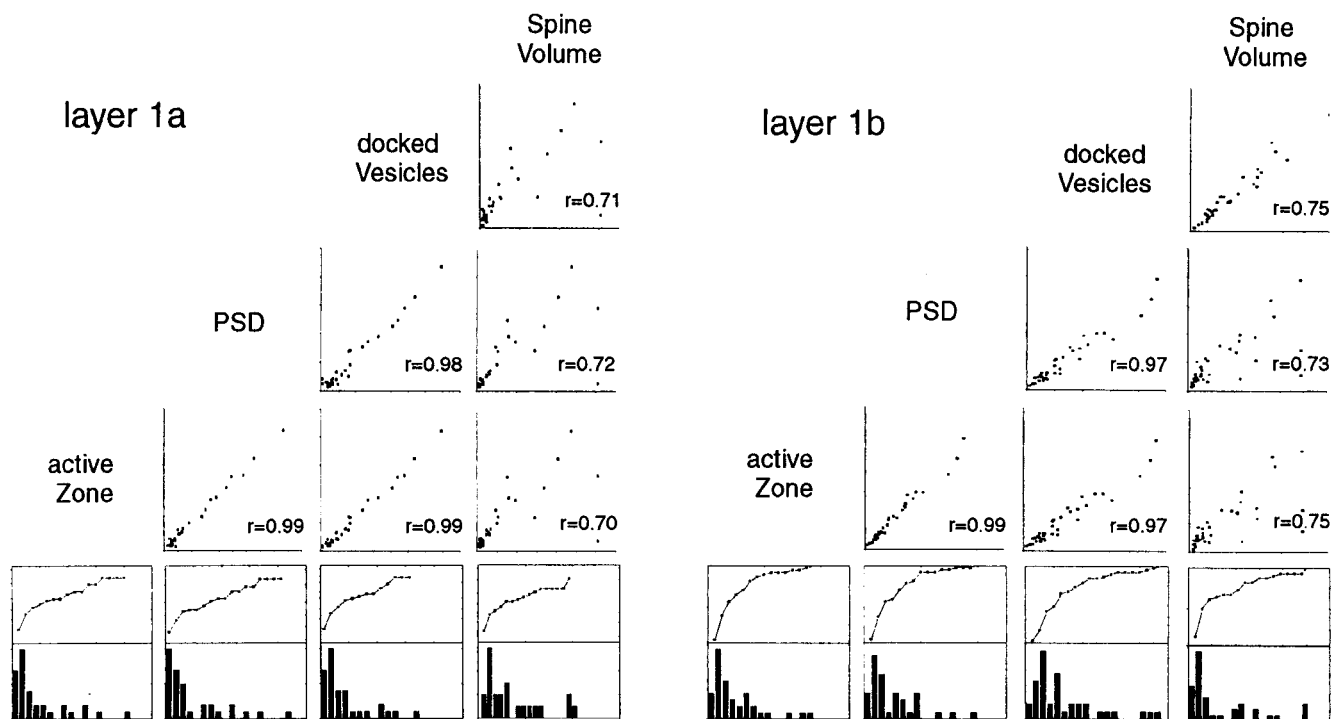 Spine
Volume
layer 1a
docked
Vesicles
r=0.71
PSD
r=0.98
r=0.72
active
Zone
r=0.99
r=0.99
r=0.70
Spine
Volume
layer 1b
docked
Vesicles
r=0.75
PSD
r=0.97
r=0.73
active
Zone
r=0.99
r=0.97
r=0.75